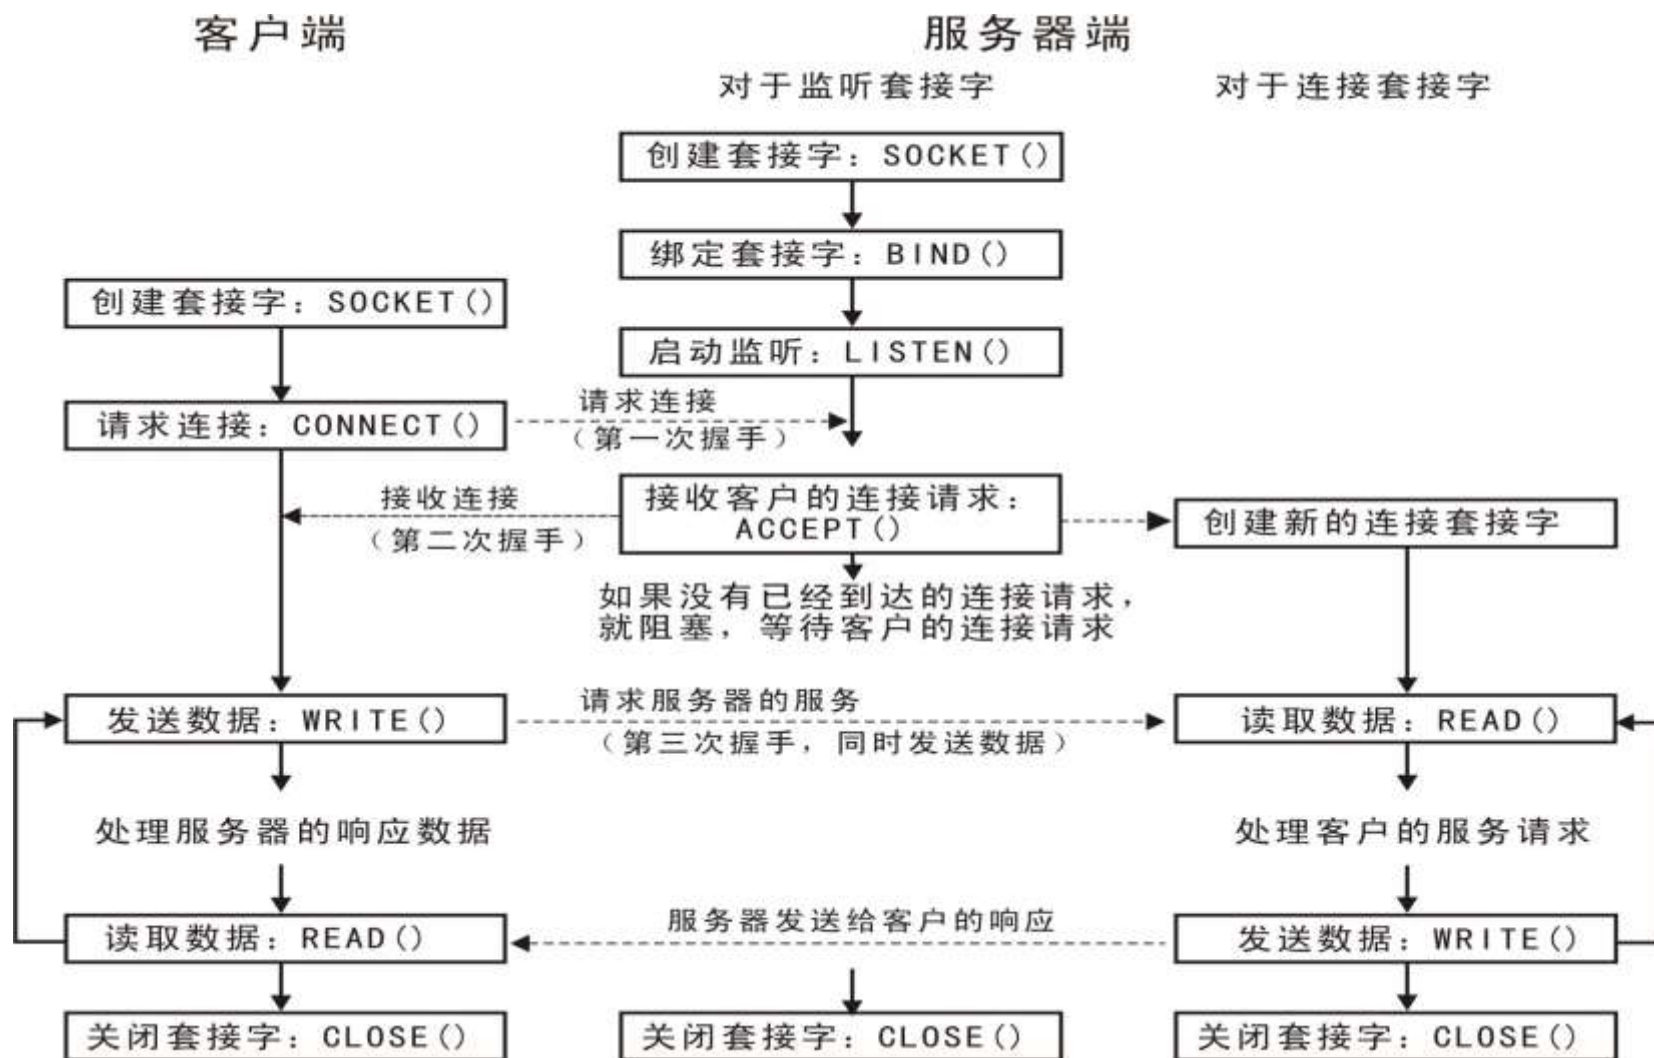 客户端
服务器端
对于监听套接字
对于连接套接字
创建套接字：SOCKET()
绑定套接字：BIND()
创建套接字：SOCKET()
启动监听：LISTEN()
请求连接：CONNECT()
请求连接
（第一次握手）
接收连接
（第二次握手）
接收客户的连接请求：
ACCEPT()
创建新的连接套接字
如果没有已经到达的连接请求，
就阻塞，等待客户的连接请求
发送数据：WRITE()
请求服务器的服务
（第三次握手，同时发送数据）
读取数据：READ()
处理服务器的响应数据
处理客户的服务请求
读取数据：READ()
服务器发送给客户的响应
发送数据：WRITE()
关闭套接字：CLOSE()
关闭套接字：CLOSE()
关闭套接字：CLOSE()